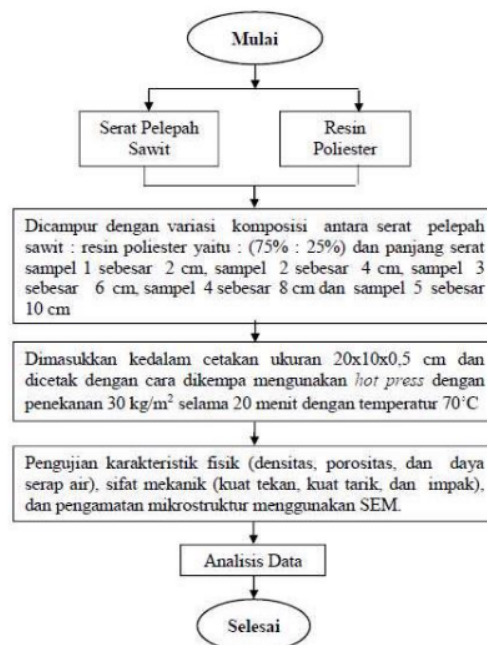 Mulai
Serat Pelepah
Sawit
Resin
Poliester
Dicampur dengan variasi komposisi antara serat pelepah
sawit : resin poliester yaitu : (75% : 25%) dan panjang serat
sampel 1 sebesar 2 cm, sampel 2 sebesar 4 cm, sampel 3
sebesar 6 cm, sampel 4 sebesar 8 cm dan sampel 5 sebesar
10 cm
Dimasukkan kedalam cetakan ukuran 20x10x0,5 cm dan
dicetak dengan cara dikempa mengunakan hot press dengan
penekanan 30 kg/m² selama 20 menit dengan temperatur 70˚C
Pengujian karakteristik fisik (densitas, porositas, dan daya
serap air), sifat mekanik (kuat tekan, kuat tarik, dan impak),
dan pengamatan mikrostruktur menggunakan SEM.
Analisis Data
Selesai